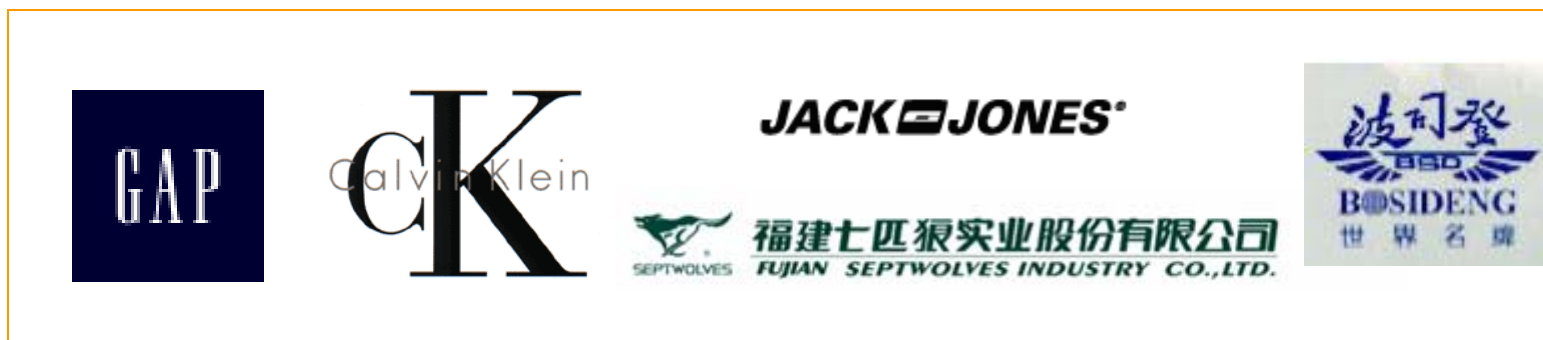 GAP
cK
Calvin Klein
JACK JONES
SEPTWOLVES
福建七匹狼实业股份有限公司
FUJIAN SEPTWOLVES INDUSTRY CO.,LTD.
波司登
BSD
BOSIDENG
世界名牌